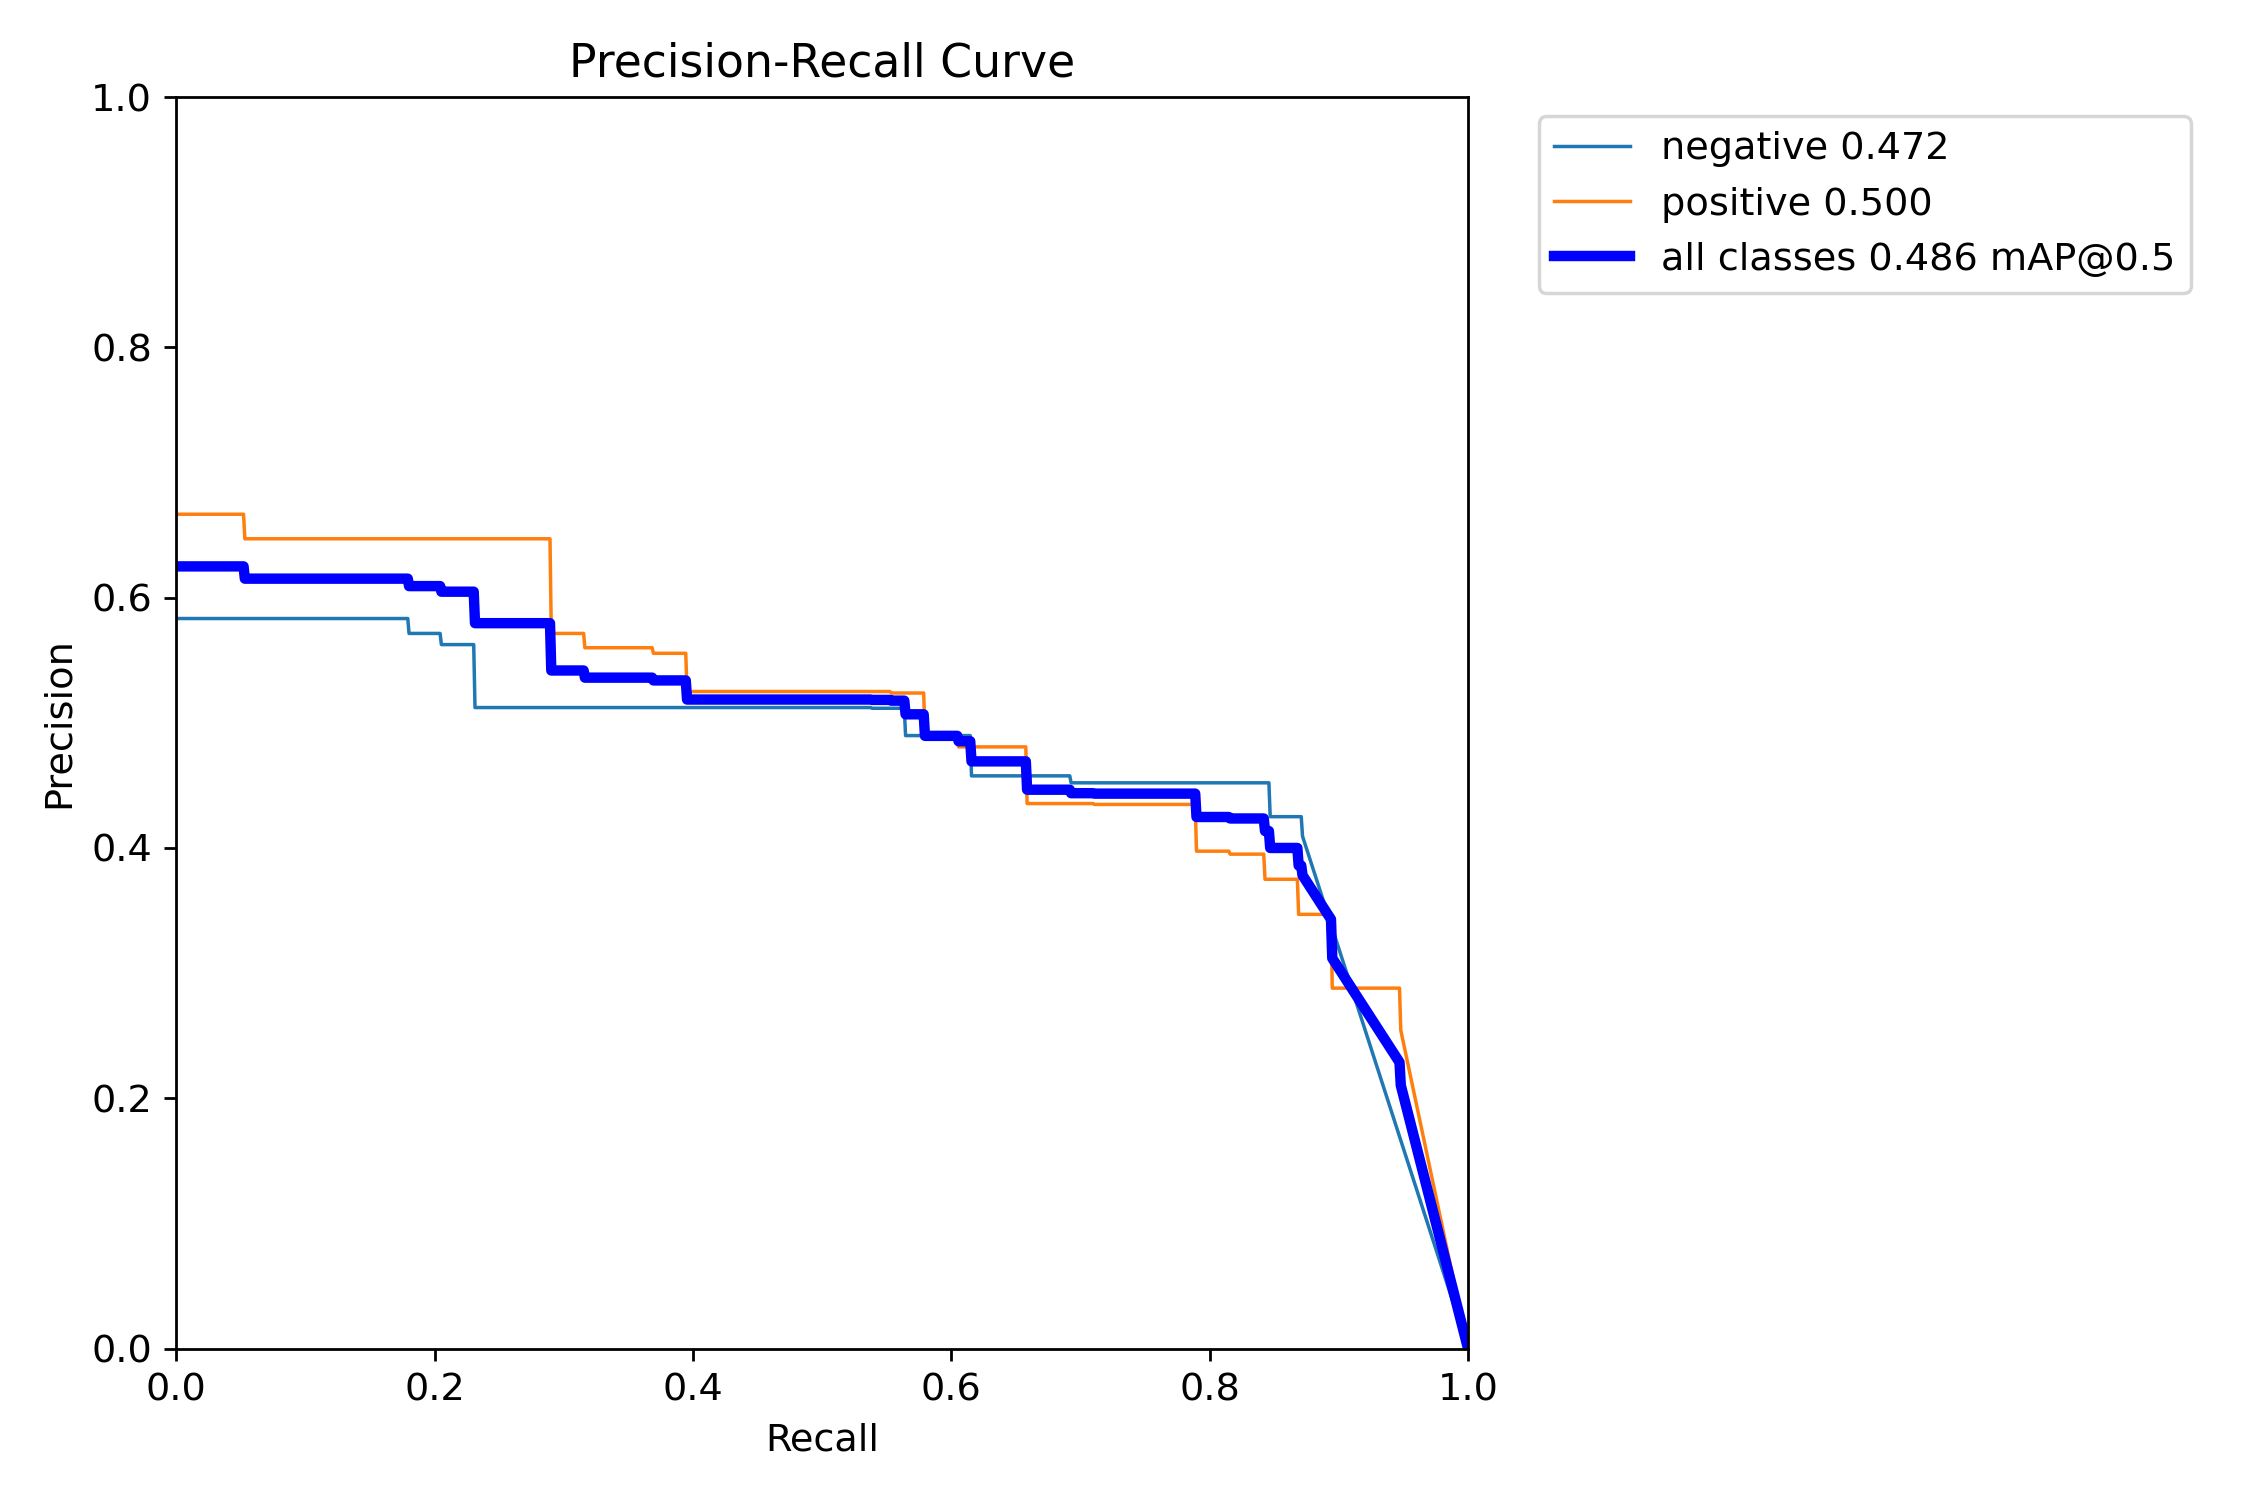 Precision-Recall Curve
1.0
0.8
0.6
0.4
0.2
0.0
Precision
0.0 0.2 0.4 0.6 0.8 1.0
Recall
negative 0.472
positive 0.500
all classes 0.486 mAP@0.5